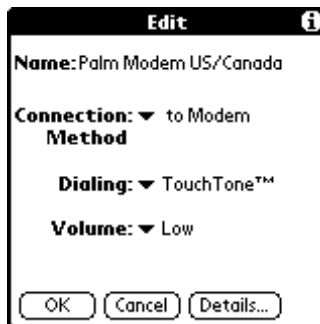 Edit
Name: Palm Modem US/Canada
Connection: to Modem
Method
Dialing: TouchTone™
Volume: Low
OK Cancel Details...